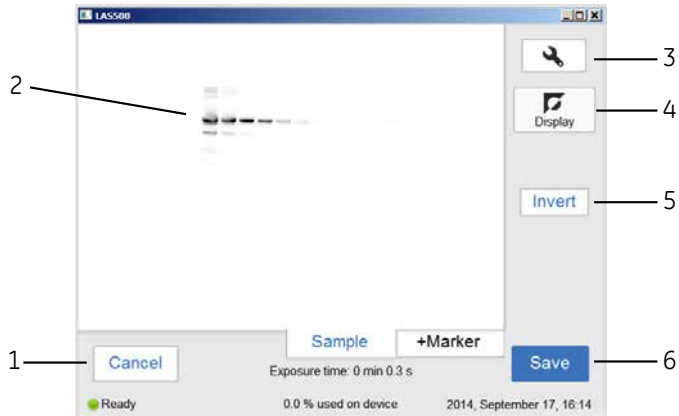 LAS500
2
3
4
Display
Invert
5
Sample
+Marker
1
Cancel
Exposure time: 0 min 0.3 s
Save
6
Ready
0.0 % used on device
2014, September 17, 16:14